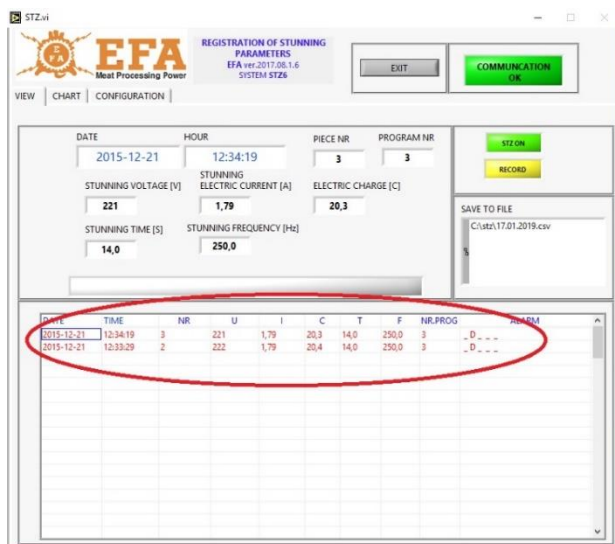 STZ.vi
EFA
Meat Processing Power
REGISTRATION OF STUNNING
PARAMETERS
EFA ver.2017.08.1.6
SYSTEM STZ6
EXIT
COMMUNCATION
OK
VIEW CHART CONFIGURATION
DATE HOUR PIECE NR PROGRAM NR
2015-12-21 12:34:19 3 3
STZ ON
RECORD
STUNNING VOLTAGE [V] STUNNING ELECTRIC CURRENT [A] ELECTRIC CHARGE [C]
221 1,79 20,3
STUNNING TIME [S] STUNNING FREQUENCY [Hz]
14,0 250,0
SAVE TO FILE
C:\stz\17.01.2019.csv
%
DATE TIME NR U I C T F NR.PROG ALARM
2015-12-21 12:34:19 3 221 1,79 20,3 14,0 250,0 3 _ D _ _ _
2015-12-21 12:33:29 2 222 1,79 20,4 14,0 250,0 3 _ D _ _ _